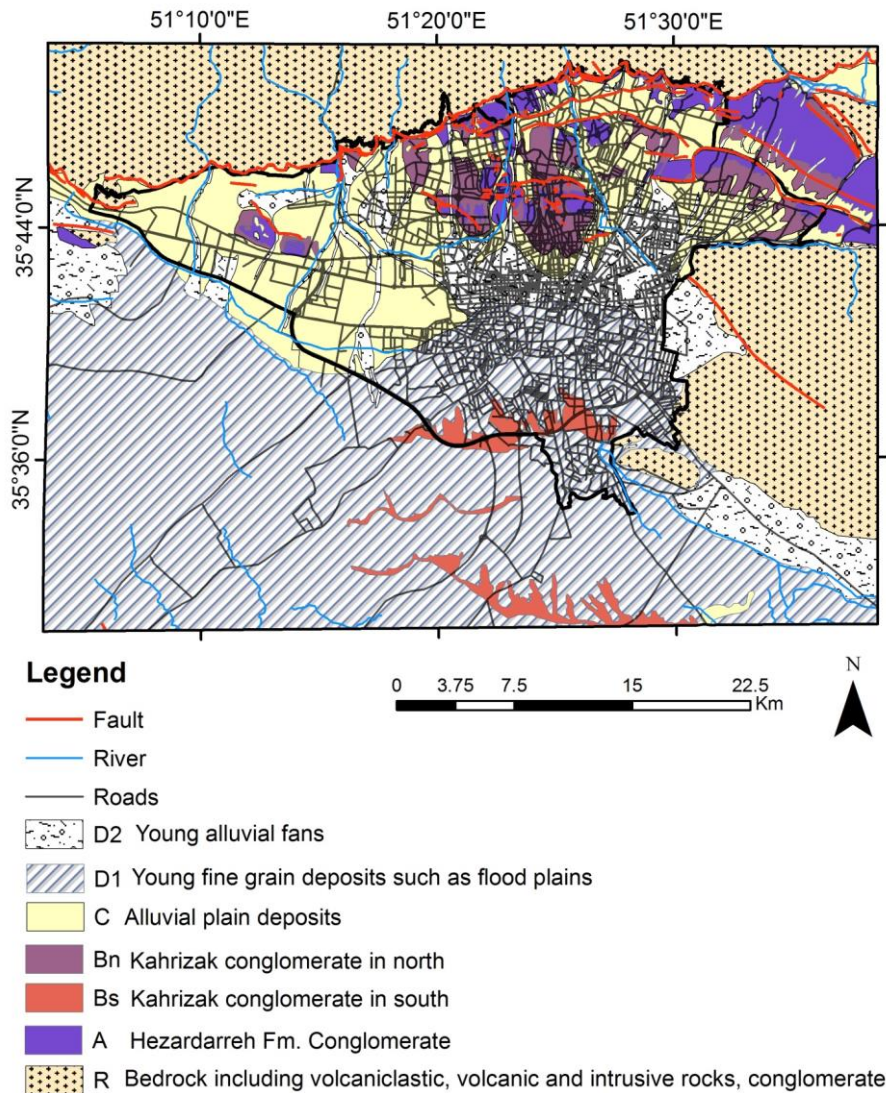 51°10'0"E 51°20'0"E 51°30'0"E
35°44'0"N
35°36'0"N
Legend
N
0 3.75 7.5 15 22.5
Km
Fault
River
Roads
D2 Young alluvial fans
D1 Young fine grain deposits such as flood plains
C Alluvial plain deposits
Bn Kahrizak conglomerate in north
Bs Kahrizak conglomerate in south
A Hezardarreh Fm. Conglomerate
R Bedrock including volcaniclastic, volcanic and intrusive rocks, conglomerate